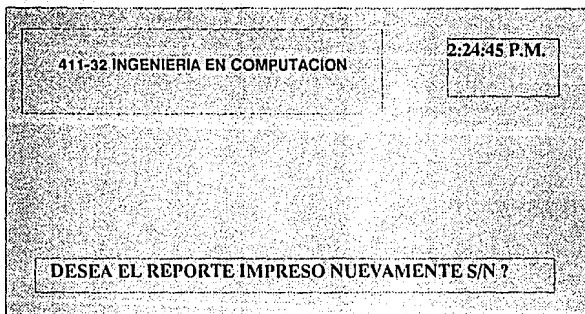 411-32 INGENIERIA EN COMPUTACION
2:24:45 P.M.
DESEA EL REPORTE IMPRESO NUEVAMENTE S/N ?